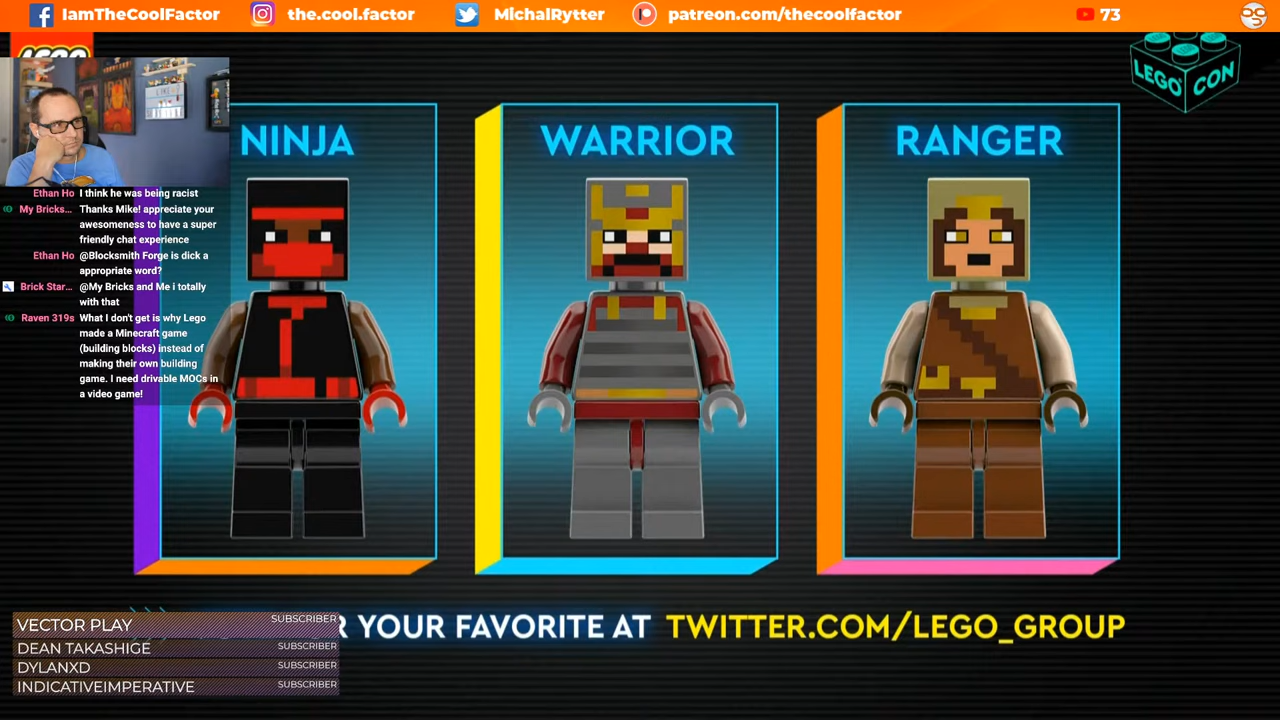 IamTheCoolFactor the.cool.factor MichalRytter patreon.com/thecoolfactor 73
LEGO
LEGO CON
NINJA WARRIOR RANGER
Ethan Ho I think he was being racist
My Bricks... Thanks Mike! appreciate your
awesomeness to have a super
friendly chat experience
Ethan Ho @Blocksmith Forge is dick a
appropriate word?
Brick Star... @My Bricks and Me i totally
with that
Raven 319s What I don't get is why Lego
made a Minecraft game
(building blocks) instead of
making their own building
game. I need drivable MOCs in
a video game!
R YOUR FAVORITE AT TWITTER.COM/LEGO_GROUP
VECTOR PLAY SUBSCRIBER
DEAN TAKASHIGE SUBSCRIBER
DYLANXD SUBSCRIBER
INDICATIVEIMPERATIVE SUBSCRIBER